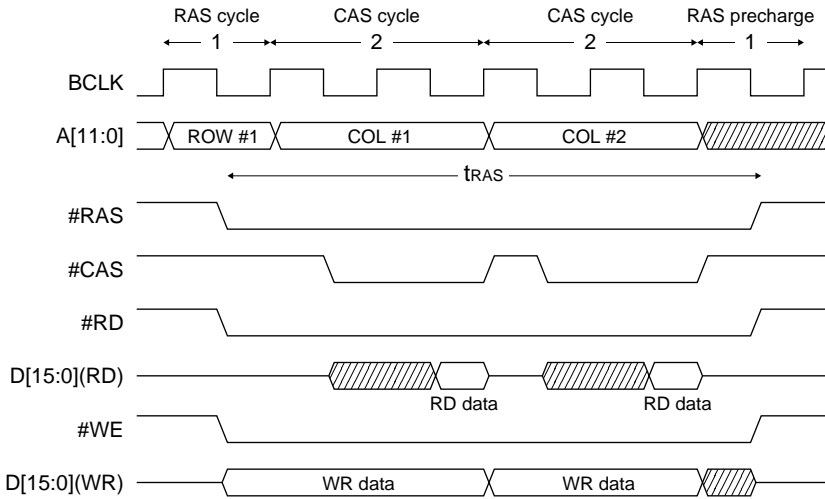 RAS cycle CAS cycle CAS cycle RAS precharge
1 2 2 1
BCLK
A[11:0] ROW #1 COL #1 COL #2
tRAS
#RAS
#CAS
#RD
D[15:0](RD)
RD data RD data
#WE
D[15:0](WR) WR data WR data